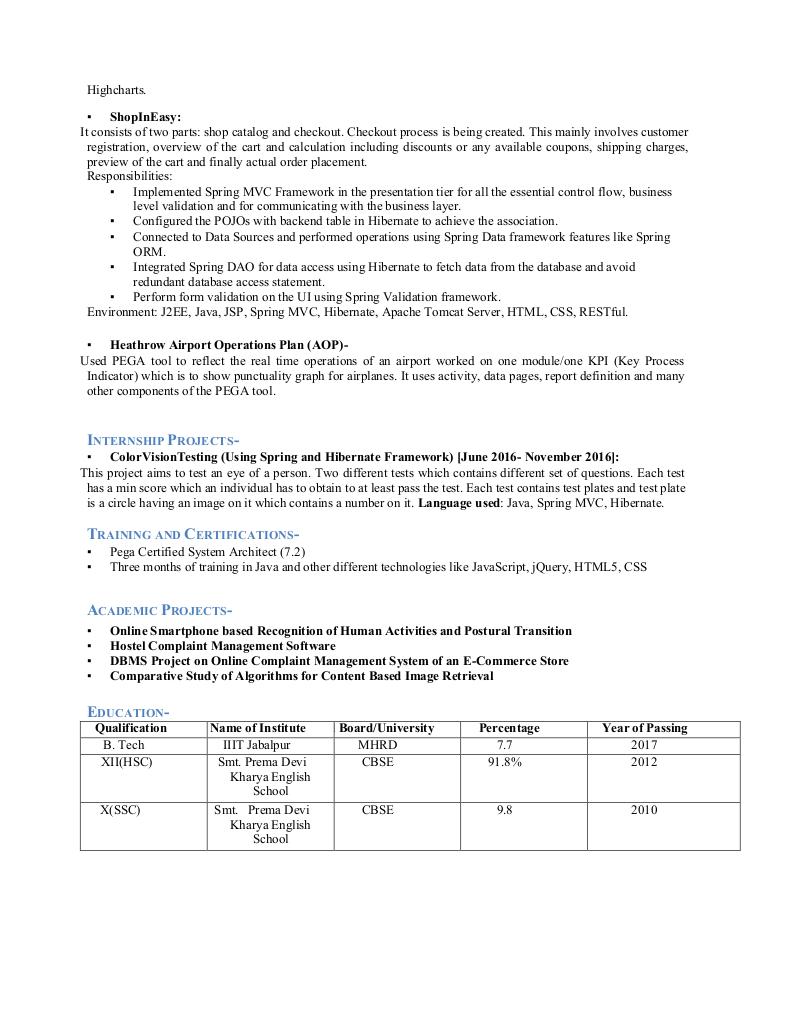 Highcharts.
▪ ShopInEasy:
It consists of two parts: shop catalog and checkout. Checkout process is being created. This mainly involves customer
registration, overview of the cart and calculation including discounts or any available coupons, shipping charges,
preview of the cart and finally actual order placement.
Responsibilities:
▪ Implemented Spring MVC Framework in the presentation tier for all the essential control flow, business
level validation and for communicating with the business layer.
▪ Configured the POJOs with backend table in Hibernate to achieve the association.
▪ Connected to Data Sources and performed operations using Spring Data framework features like Spring
ORM.
▪ Integrated Spring DAO for data access using Hibernate to fetch data from the database and avoid
redundant database access statement.
▪ Perform form validation on the UI using Spring Validation framework.
Environment: J2EE, Java, JSP, Spring MVC, Hibernate, Apache Tomcat Server, HTML, CSS, RESTful.
▪ Heathrow Airport Operations Plan (AOP)-
Used PEGA tool to reflect the real time operations of an airport worked on one module/one KPI (Key Process
Indicator) which is to show punctuality graph for airplanes. It uses activity, data pages, report definition and many
other components of the PEGA tool.
INTERNSHIP PROJECTS-
▪ ColorVisionTesting (Using Spring and Hibernate Framework) [June 2016- November 2016]:
This project aims to test an eye of a person. Two different tests which contains different set of questions. Each test
has a min score which an individual has to obtain to at least pass the test. Each test contains test plates and test plate
is a circle having an image on it which contains a number on it. Language used: Java, Spring MVC, Hibernate.
TRAINING AND CERTIFICATIONS-
▪ Pega Certified System Architect (7.2)
▪ Three months of training in Java and other different technologies like JavaScript, jQuery, HTML5, CSS
ACADEMIC PROJECTS-
▪ Online Smartphone based Recognition of Human Activities and Postural Transition
▪ Hostel Complaint Management Software
▪ DBMS Project on Online Complaint Management System of an E-Commerce Store
▪ Comparative Study of Algorithms for Content Based Image Retrieval
EDUCATION-
Qualification Name of Institute Board/University Percentage Year of Passing
B. Tech IIIT Jabalpur MHRD 7.7 2017
XII(HSC) Smt. Prema Devi CBSE 91.8% 2012
Kharya English
School
X(SSC) Smt. Prema Devi CBSE 9.8 2010
Kharya English
School